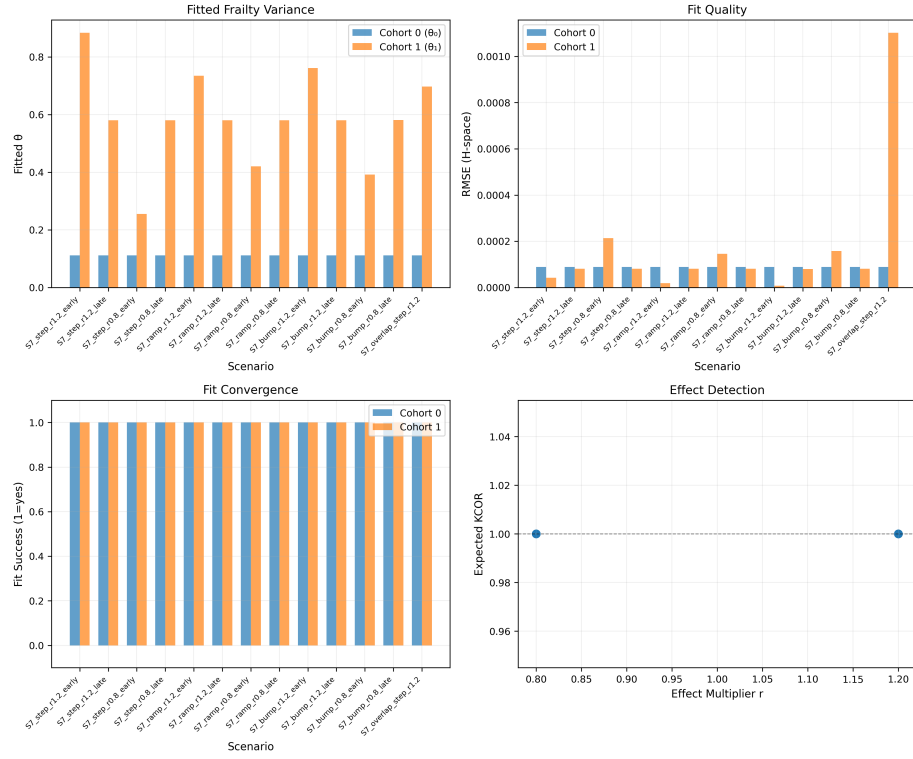 Fitted Frailty Variance
Cohort 0 (θ₀)
Cohort 1 (θ₁)
Fitted θ
0.8
0.6
0.4
0.2
0.0
S7_step_r1.2_early
S7_step_r1.2_late
S7_step_r0.8_early
S7_step_r0.8_late
S7_ramp_r1.2_early
S7_ramp_r1.2_late
S7_ramp_r0.8_early
S7_ramp_r0.8_late
S7_bump_r1.2_early
S7_bump_r1.2_late
S7_bump_r0.8_early
S7_bump_r0.8_late
S7_overlap_step_r1.2
Scenario
Fit Quality
Cohort 0
Cohort 1
RMSE (H-space)
0.0010
0.0008
0.0006
0.0004
0.0002
0.0000
S7_step_r1.2_early
S7_step_r1.2_late
S7_step_r0.8_early
S7_step_r0.8_late
S7_ramp_r1.2_early
S7_ramp_r1.2_late
S7_ramp_r0.8_early
S7_ramp_r0.8_late
S7_bump_r1.2_early
S7_bump_r1.2_late
S7_bump_r0.8_early
S7_bump_r0.8_late
S7_overlap_step_r1.2
Scenario
Fit Convergence
Cohort 0
Cohort 1
Fit Success (1=yes)
1.0
0.8
0.6
0.4
0.2
0.0
S7_step_r1.2_early
S7_step_r1.2_late
S7_step_r0.8_early
S7_step_r0.8_late
S7_ramp_r1.2_early
S7_ramp_r1.2_late
S7_ramp_r0.8_early
S7_ramp_r0.8_late
S7_bump_r1.2_early
S7_bump_r1.2_late
S7_bump_r0.8_early
S7_bump_r0.8_late
S7_overlap_step_r1.2
Scenario
Effect Detection
Expected KCOR
1.04
1.02
1.00
0.98
0.96
0.80 0.85 0.90 0.95 1.00 1.05 1.10 1.15 1.20
Effect Multiplier r